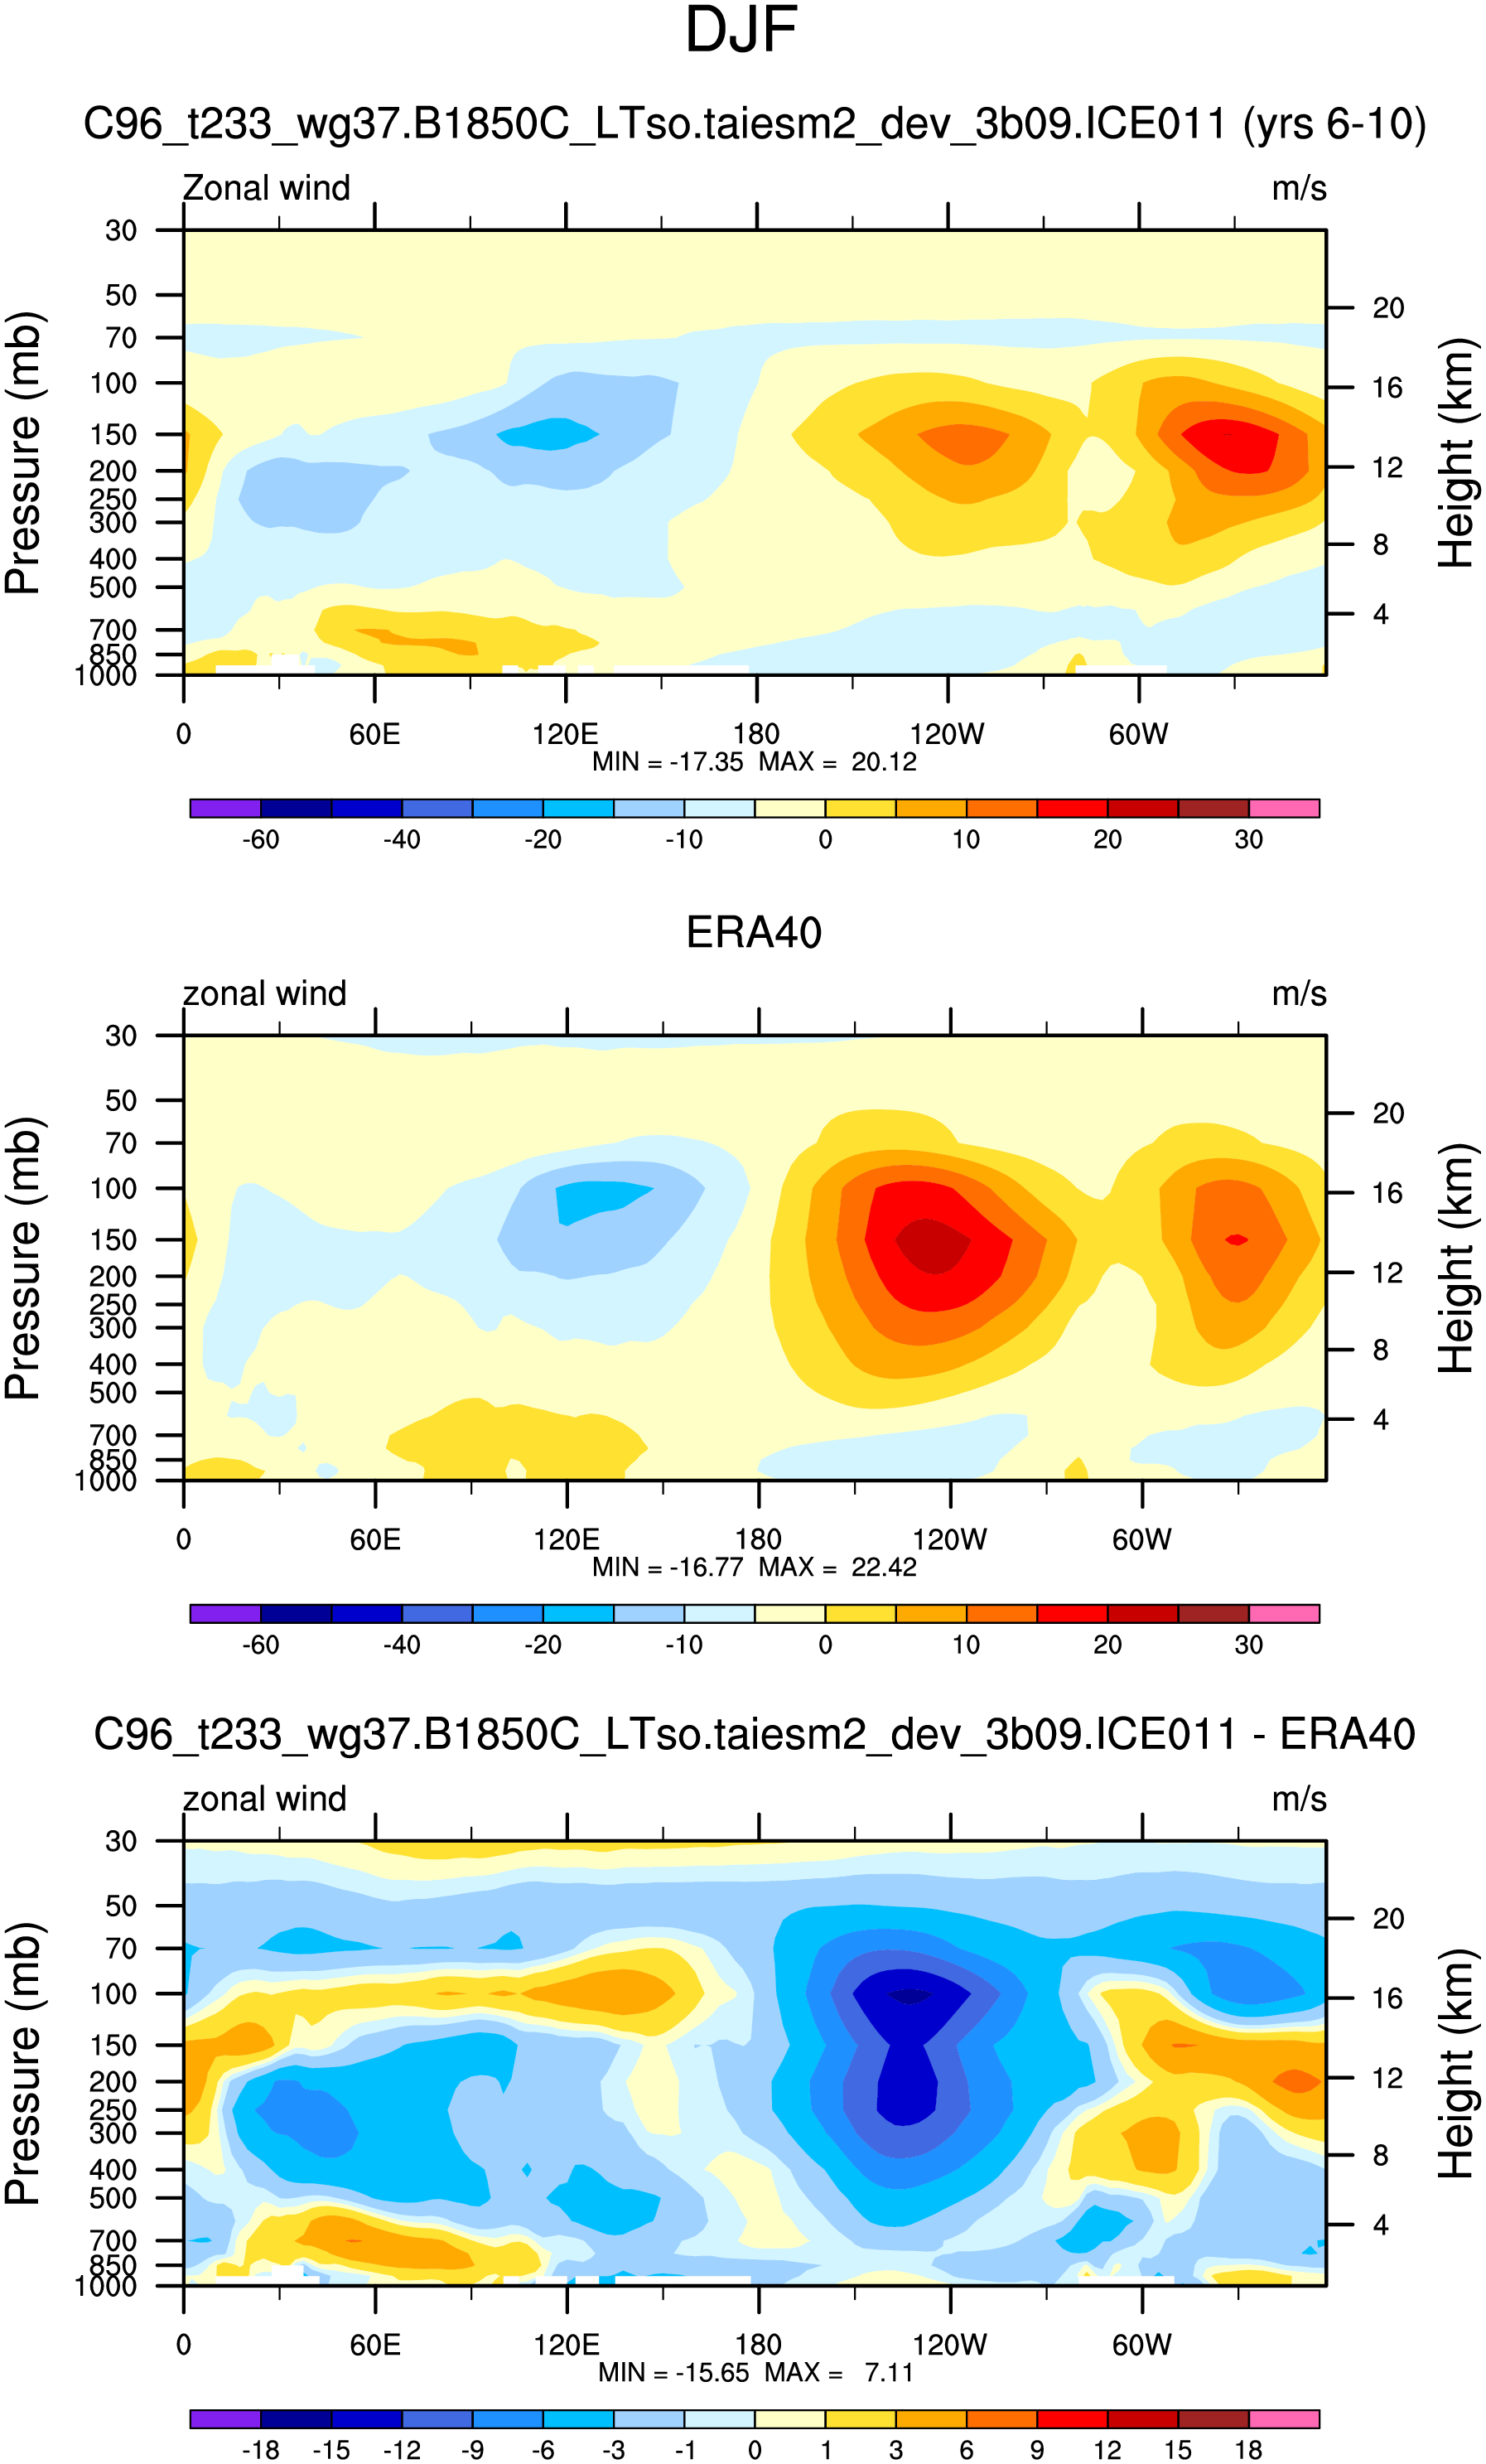 DJF
C96_t233_wg37.B1850C_LTso.taiesm2_dev_3b09.ICE011 (yrs 6-10)
Zonal wind m/s
Pressure (mb)
30
50
70
100
150
200
250
300
400
500
700
850
1000
20
16
12
8
4
Height (km)
0 60E 120E 180 120W 60W
MIN = -17.35 MAX = 20.12
-60 -40 -20 -10 0 10 20 30
ERA40
zonal wind m/s
Pressure (mb)
30
50
70
100
150
200
250
300
400
500
700
850
1000
20
16
12
8
4
Height (km)
0 60E 120E 180 120W 60W
MIN = -16.77 MAX = 22.42
-60 -40 -20 -10 0 10 20 30
C96_t233_wg37.B1850C_LTso.taiesm2_dev_3b09.ICE011 - ERA40
zonal wind m/s
Pressure (mb)
30
50
70
100
150
200
250
300
400
500
700
850
1000
20
16
12
8
4
Height (km)
0 60E 120E 180 120W 60W
MIN = -15.65 MAX = 7.11
-18 -15 -12 -9 -6 -3 -1 0 1 3 6 9 12 15 18